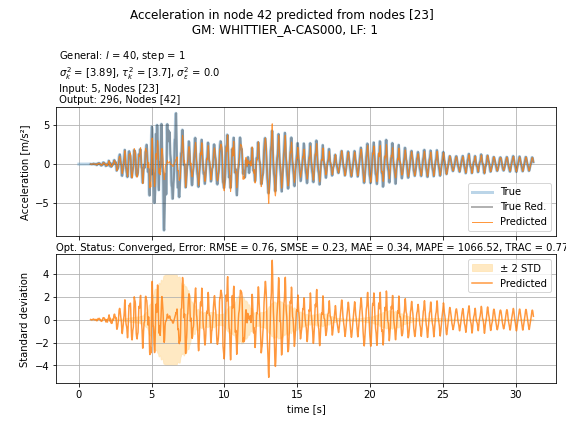 Acceleration in node 42 predicted from nodes [23]
GM: WHITTIER_A-CAS000, LF: 1
General: l = 40, step = 1
σ²ₖ = [3.89], τ²ₖ = [3.7], σ²ε = 0.0
Input: 5, Nodes [23]
Output: 296, Nodes [42]
Acceleration [m/s²]
5
0
−5
True
True Red.
Predicted
Opt. Status: Converged, Error: RMSE = 0.76, SMSE = 0.23, MAE = 0.34, MAPE = 1066.52, TRAC = 0.77
Standard deviation
4
2
0
−2
−4
± 2 STD
Predicted
0 5 10 15 20 25 30
time [s]